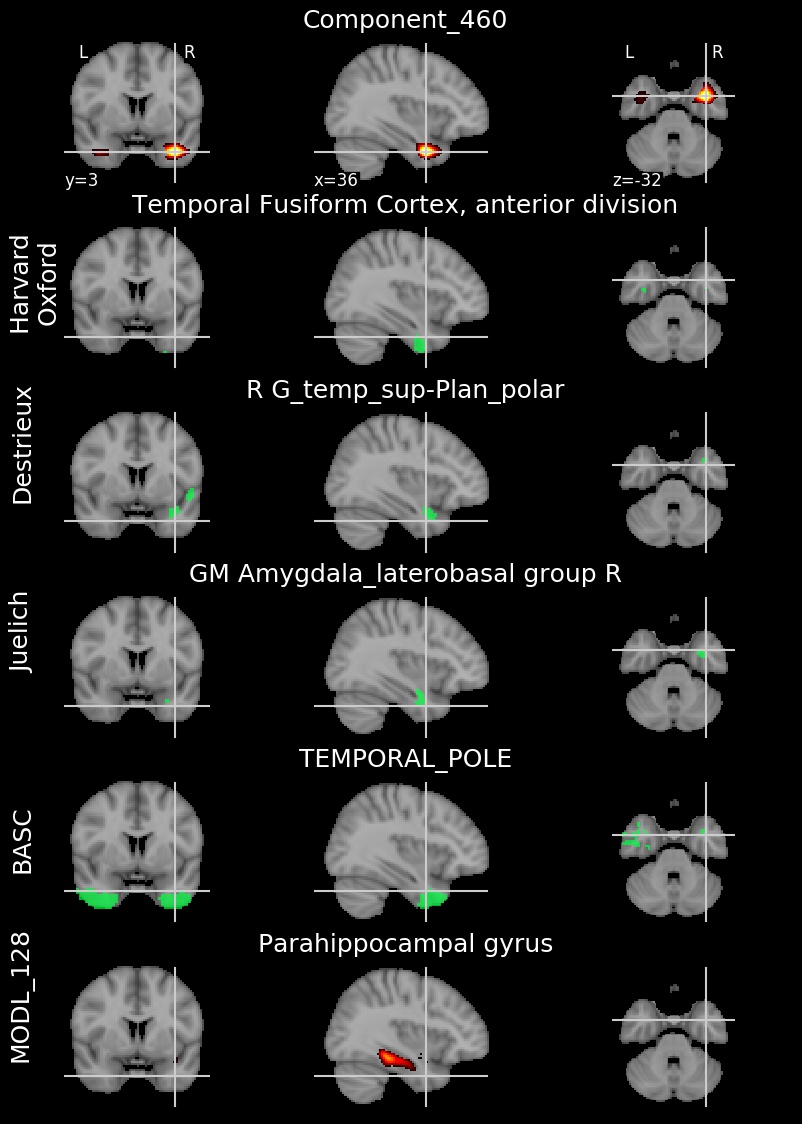 Component_460
L R
L R
y=3
x=36
z=-32
Temporal Fusiform Cortex, anterior division
Harvard
Oxford
R G_temp_sup-Plan_polar
Destrieux
GM Amygdala_laterobasal group R
Juelich
TEMPORAL_POLE
BASC
Parahippocampal gyrus
MODL_128